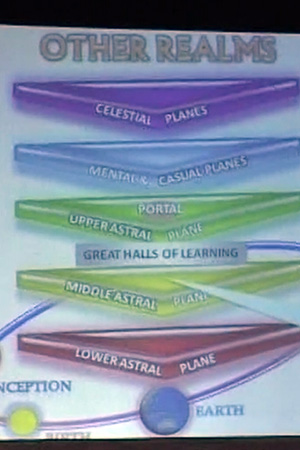 OTHER REALMS
CELESTIAL PLANES
MENTAL & CASUAL PLANES
PORTAL
UPPER ASTRAL PLANE
GREAT HALLS OF LEARNING
MIDDLE ASTRAL PLANE
LOWER ASTRAL PLANE
NCEPTION
EARTH
BIRTH